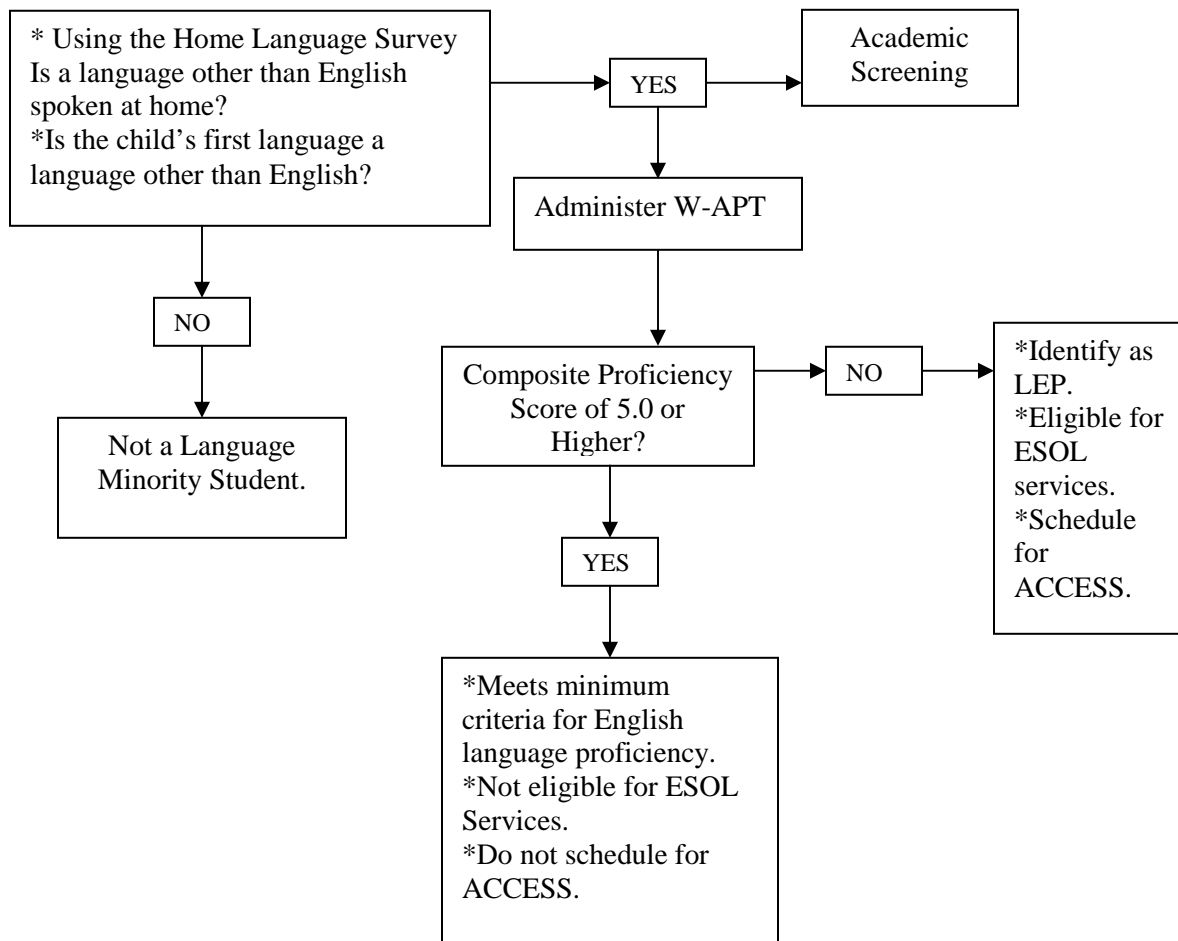 * Using the Home Language Survey
Is a language other than English
spoken at home?
*Is the child’s first language a
language other than English?
YES
Academic
Screening
Administer W-APT
NO
Not a Language
Minority Student.
Composite Proficiency
Score of 5.0 or
Higher?
NO
*Identify as
LEP.
*Eligible for
ESOL
services.
*Schedule
for
ACCESS.
YES
*Meets minimum
criteria for English
language proficiency.
*Not eligible for ESOL
Services.
*Do not schedule for
ACCESS.